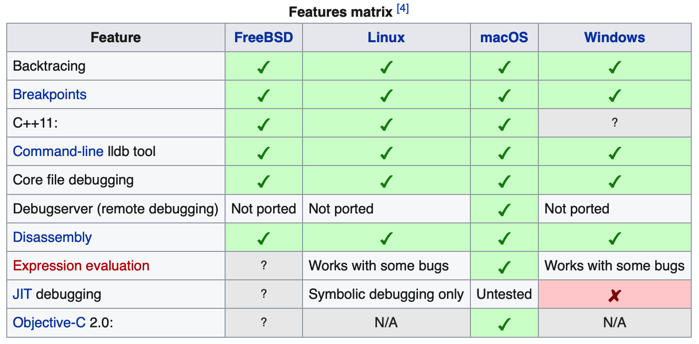 Features matrix [4]
Feature FreeBSD Linux macOS Windows
Backtracing ✓ ✓ ✓ ✓
Breakpoints ✓ ✓ ✓ ✓
C++11: ✓ ✓ ✓ ?
Command-line lldb tool ✓ ✓ ✓ ✓
Core file debugging ✓ ✓ ✓ ✓
Debugserver (remote debugging) Not ported Not ported ✓ Not ported
Disassembly ✓ ✓ ✓ ✓
Expression evaluation ? Works with some bugs ✓ Works with some bugs
JIT debugging ? Symbolic debugging only Untested ✘
Objective-C 2.0: ? N/A ✓ N/A